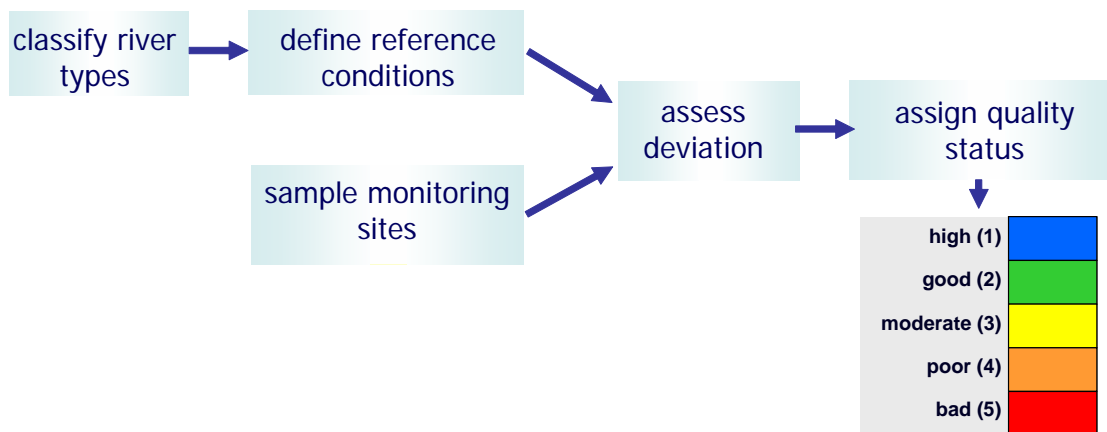 classify river
types
define reference
conditions
sample monitoring
sites
assess
deviation
assign quality
status
high (1)
good (2)
moderate (3)
poor (4)
bad (5)